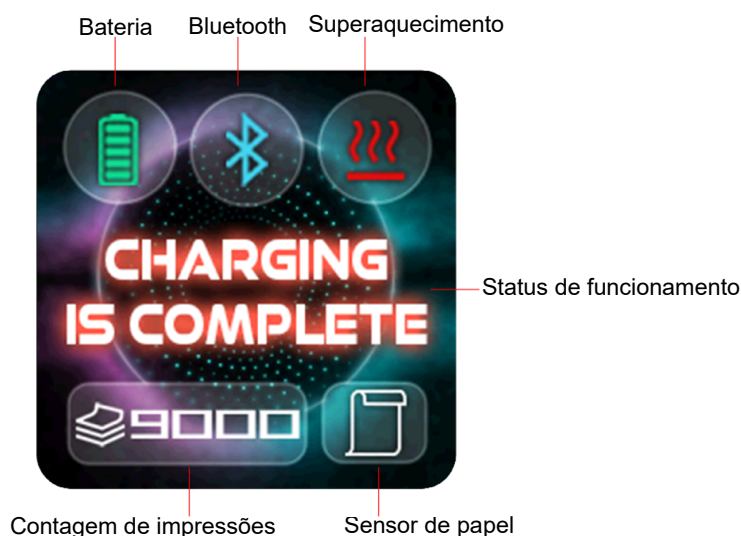 Bateria Bluetooth Superaquecimento
CHARGING
IS COMPLETE
Status de funcionamento
9000
Contagem de impressões Sensor de papel